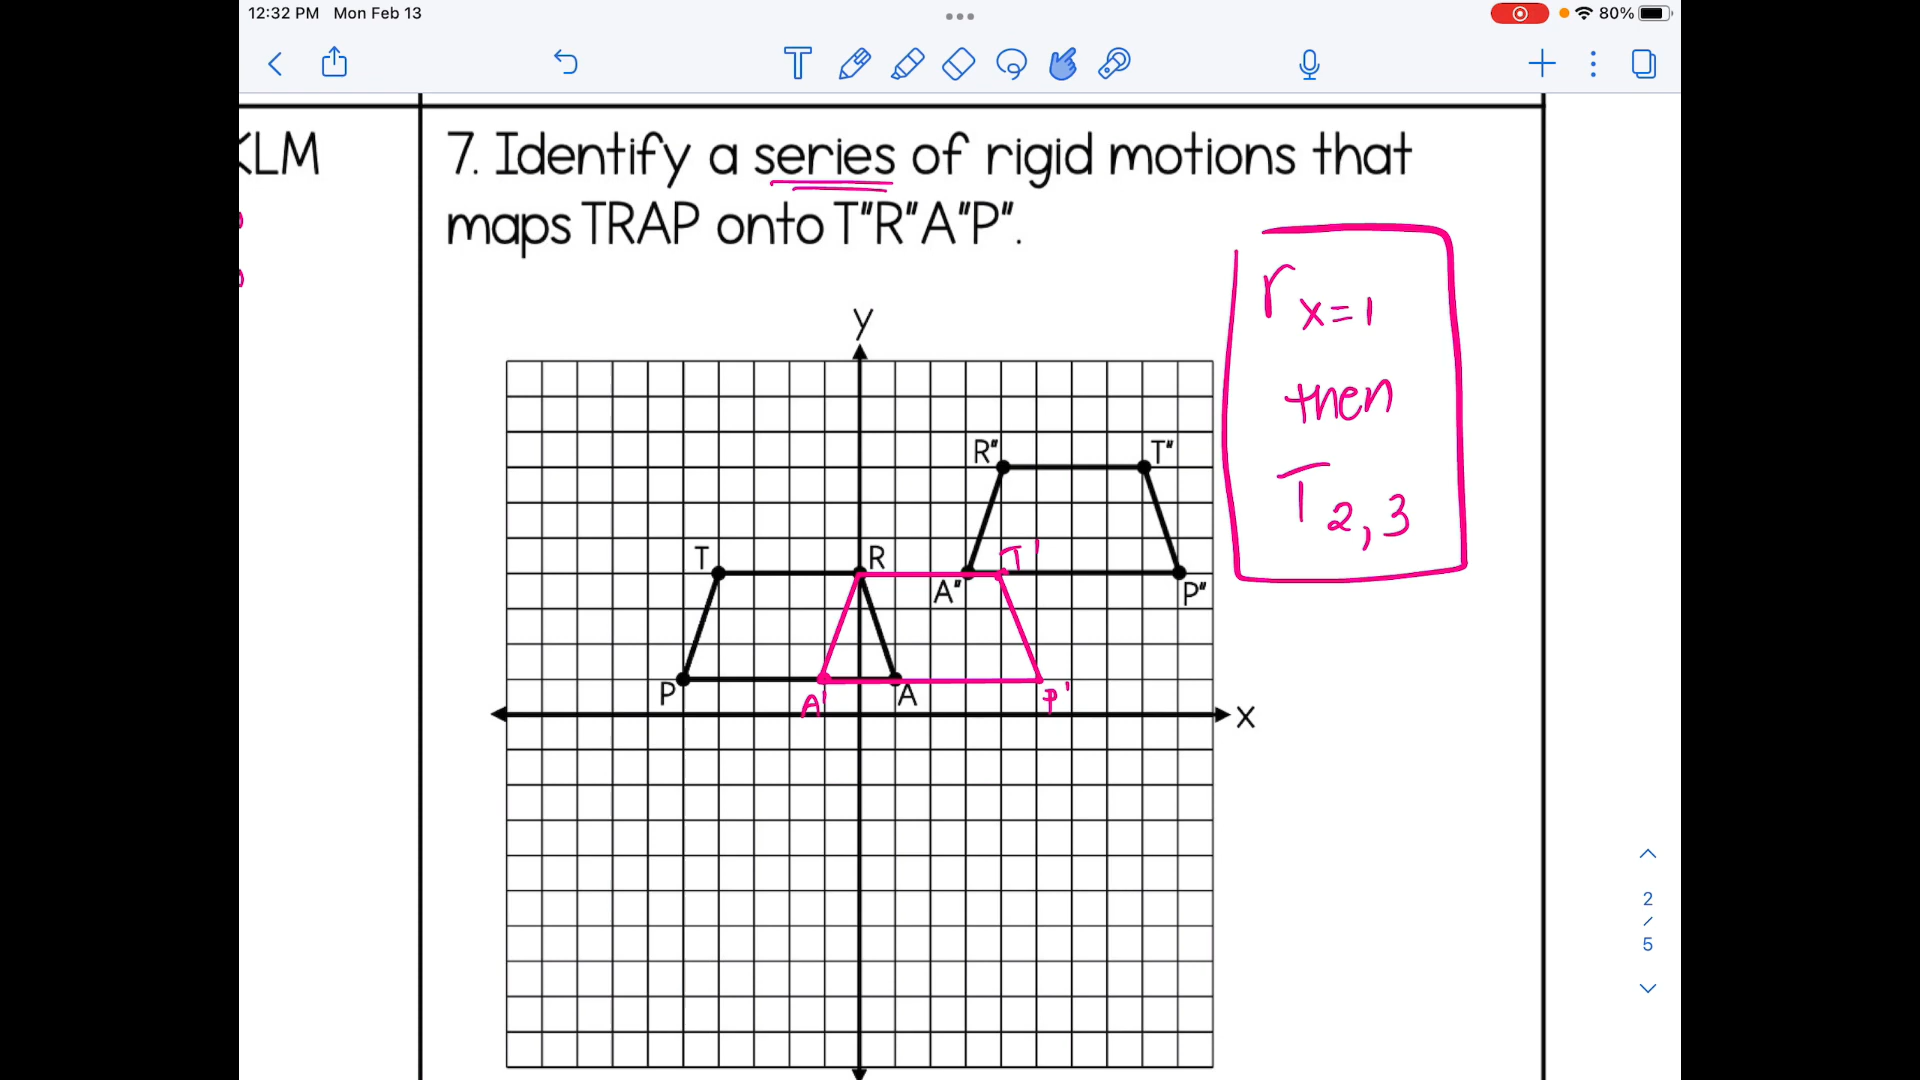 12:32 PM Mon Feb 13
80%
KLM
7. Identify a series of rigid motions that
maps TRAP onto T"R"A"P".
r x=1
then
T 2,3
y
R" T"
T R T'
A" P"
P A' A P'
x
2
/
5